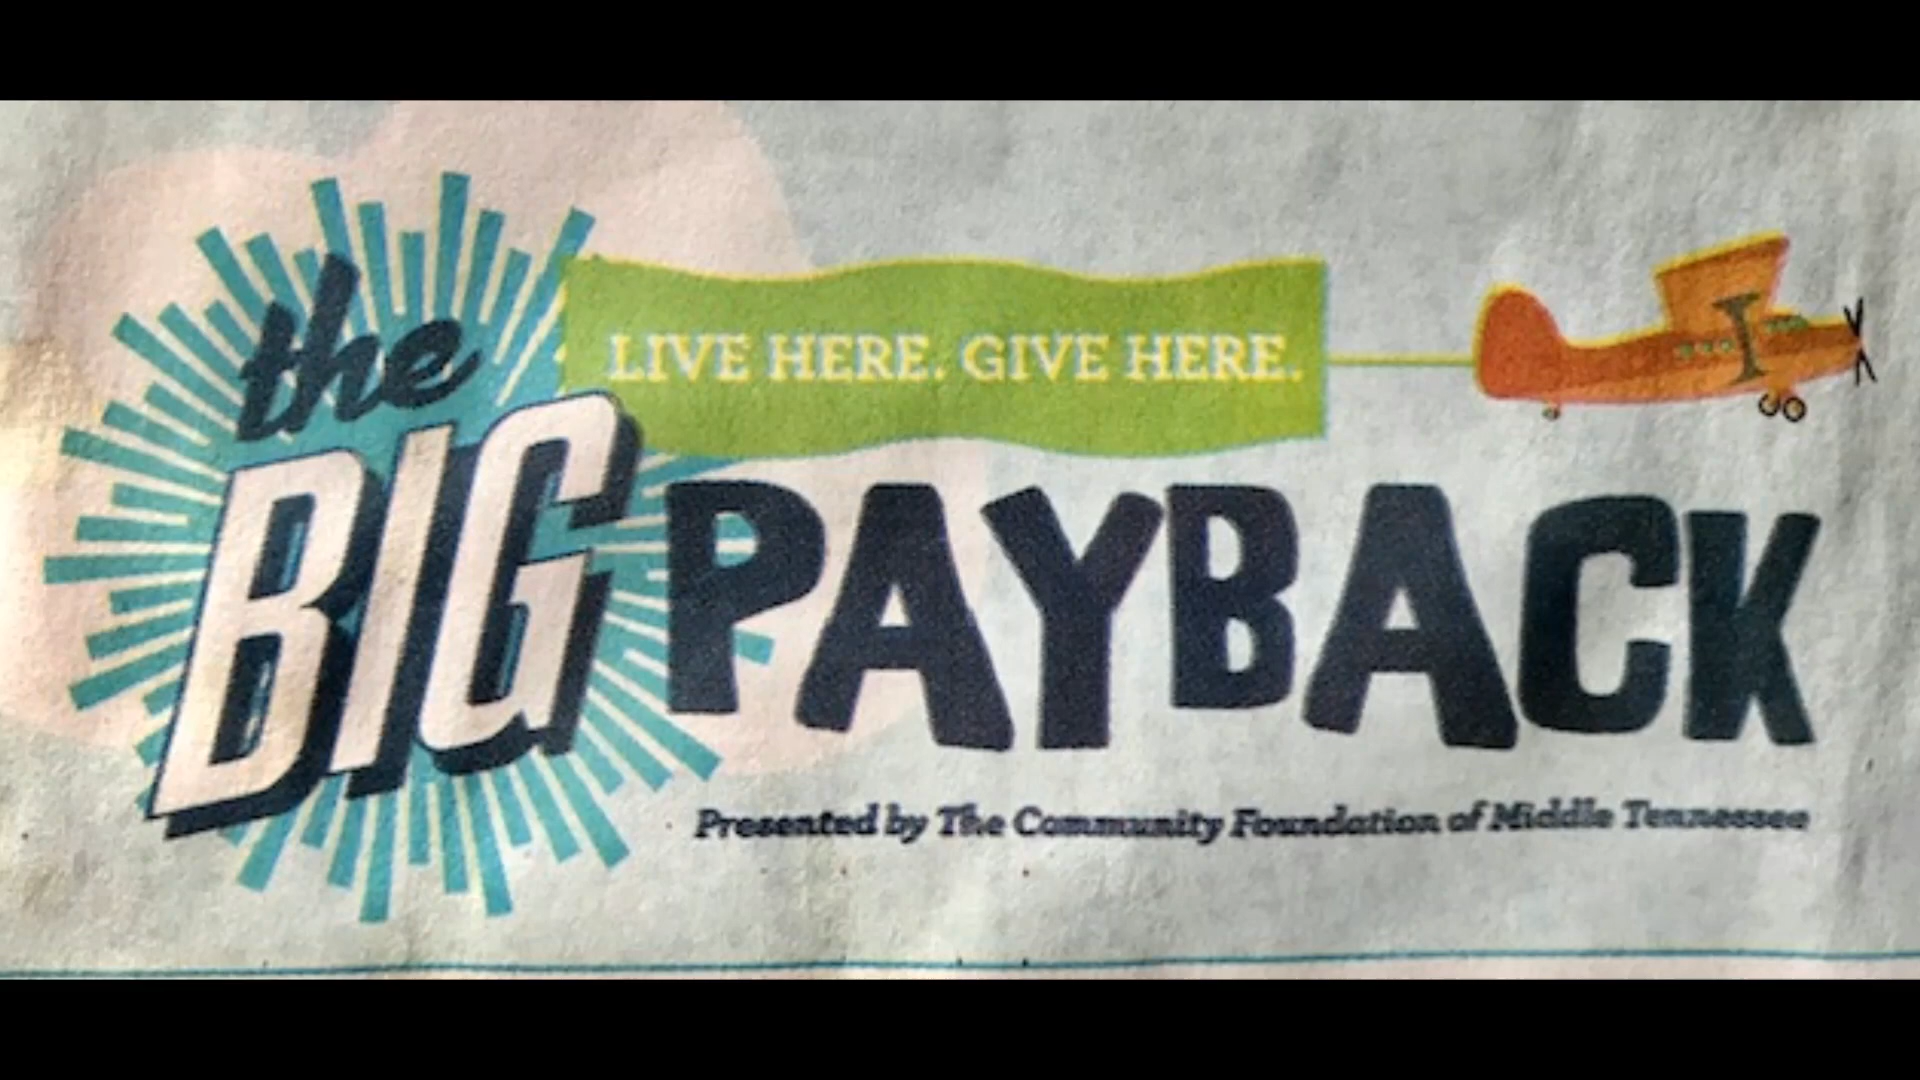 the
LIVE HERE. GIVE HERE.
BIG PAYBACK
Presented by The Community Foundation of Middle Tennessee